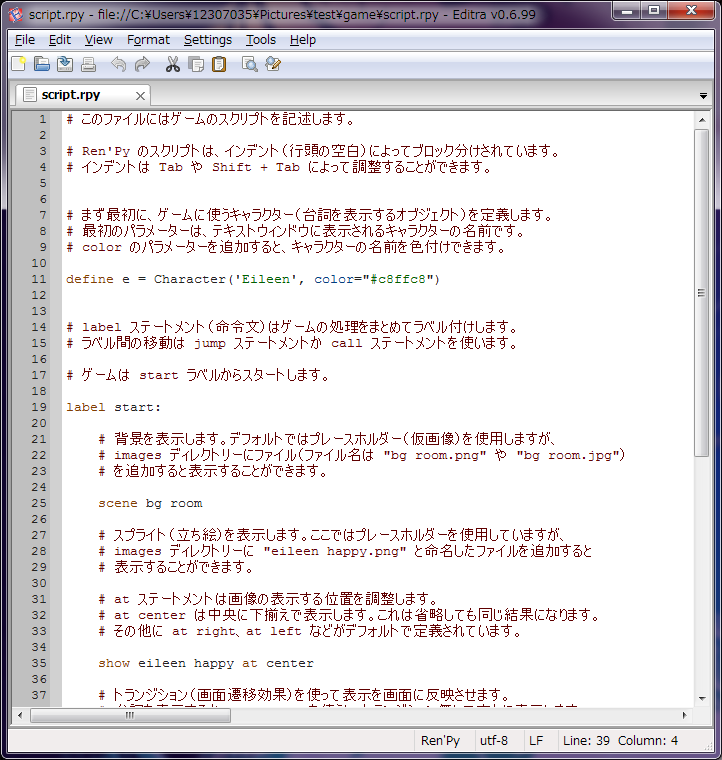 script.rpy - file://C:¥Users¥12307035¥Pictures¥test¥game¥script.rpy - Editra v0.6.99
File Edit View Format Settings Tools Help
script.rpy
1 # このファイルにはゲームのスクリプトを記述します。
2
3 # Ren'Py のスクリプトは、インデント(行頭の空白)によってブロック分けされています。
4 # インデントは Tab や Shift + Tab によって調整することができます。
5
6
7 # まず最初に、ゲームに使うキャラクター(台詞を表示するオブジェクト)を定義します。
8 # 最初のパラメーターは、テキストウィンドウに表示されるキャラクターの名前です。
9 # color のパラメーターを追加すると、キャラクターの名前を色付けできます。
10
11 define e = Character('Eileen', color="#c8ffc8")
12
13
14 # label ステートメント(命令文)はゲームの処理をまとめてラベル付けします。
15 # ラベル間の移動は jump ステートメントか call ステートメントを使います。
16
17 # ゲームは start ラベルからスタートします。
18
19 label start:
20
21 # 背景を表示します。デフォルトではプレースホルダー(仮画像)を使用しますが、
22 # images ディレクトリーにファイル(ファイル名は "bg room.png" や "bg room.jpg")
23 # を追加すると表示することができます。
24
25 scene bg room
26
27 # スプライト(立ち絵)を表示します。ここではプレースホルダーを使用していますが、
28 # images ディレクトリーに "eileen happy.png" と命名したファイルを追加すると
29 # 表示することができます。
30
31 # at ステートメントは画像の表示する位置を調整します。
32 # at center は中央に下揃えで表示します。これは省略しても同じ結果になります。
33 # その他に at right、at left などがデフォルトで定義されています。
34
35 show eileen happy at center
36
37 # トランジション(画面遷移効果)を使って表示を画面に反映させます。
Ren'Py utf-8 LF Line: 39 Column: 4